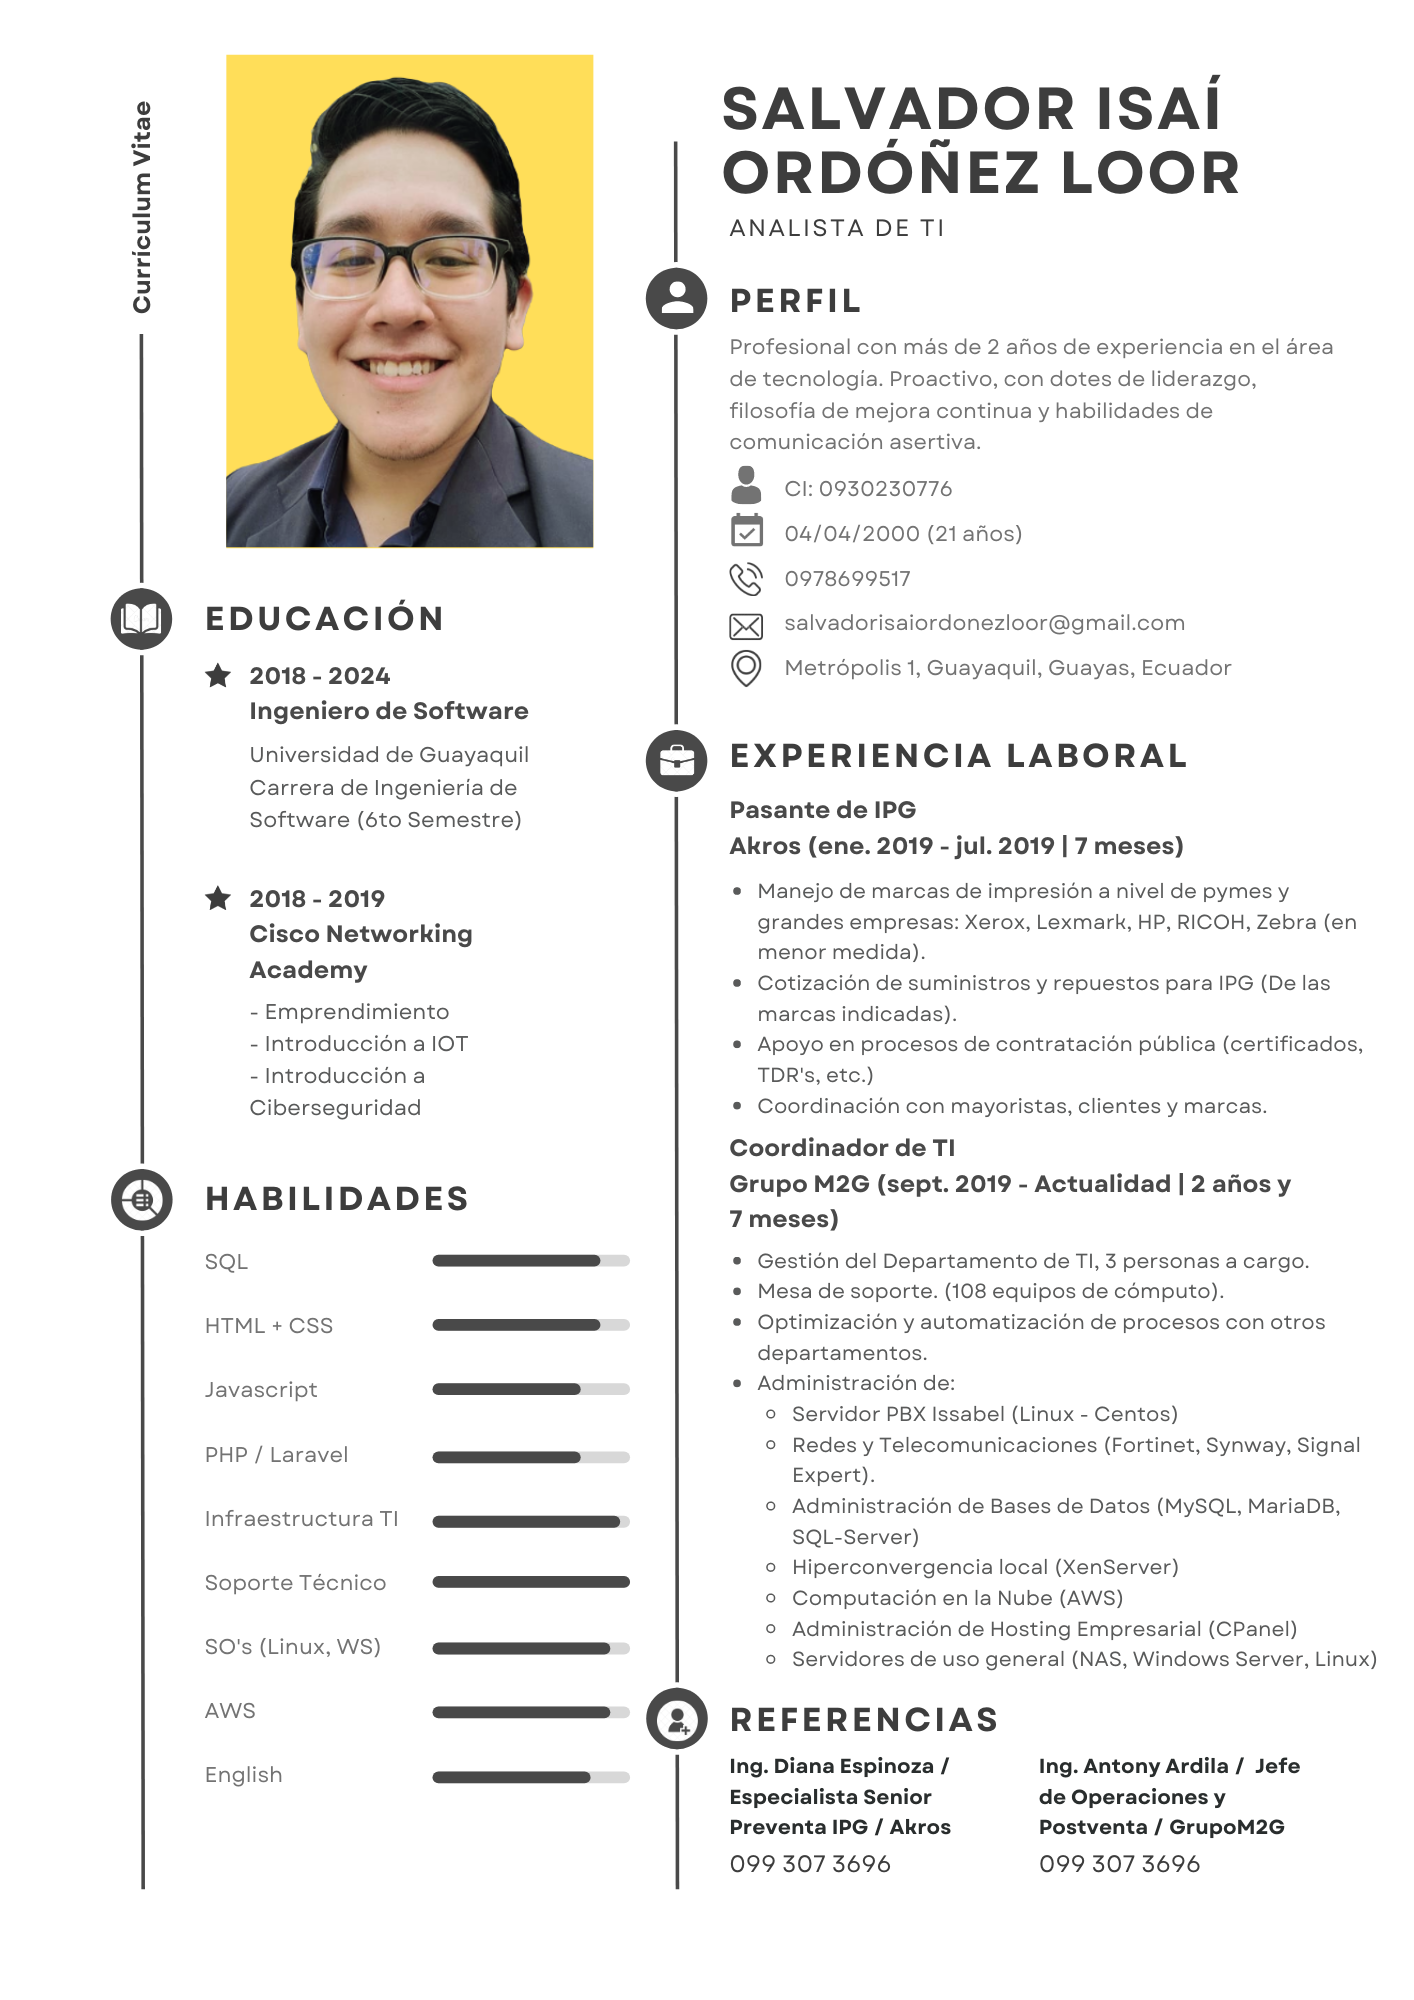 Currículum Vitae
EDUCACIÓN
2018 - 2024
Ingeniero de Software
Universidad de Guayaquil
Carrera de Ingeniería de
Software (6to Semestre)
2018 - 2019
Cisco Networking
Academy
- Emprendimiento
- Introducción a IOT
- Introducción a
Ciberseguridad
HABILIDADES
SQL
HTML + CSS
Javascript
PHP / Laravel
Infraestructura TI
Soporte Técnico
SO's (Linux, WS)
AWS
English
SALVADOR ISAÍ
ORDÓÑEZ LOOR
ANALISTA DE TI
PERFIL
Profesional con más de 2 años de experiencia en el área
de tecnología. Proactivo, con dotes de liderazgo,
filosofía de mejora continua y habilidades de
comunicación asertiva.
CI: 0930230776
04/04/2000 (21 años)
0978699517
salvadorisaiordonezloor@gmail.com
Metrópolis 1, Guayaquil, Guayas, Ecuador
EXPERIENCIA LABORAL
Pasante de IPG
Akros (ene. 2019 - jul. 2019 | 7 meses)
• Manejo de marcas de impresión a nivel de pymes y
grandes empresas: Xerox, Lexmark, HP, RICOH, Zebra (en
menor medida).
• Cotización de suministros y repuestos para IPG (De las
marcas indicadas).
• Apoyo en procesos de contratación pública (certificados,
TDR's, etc.)
• Coordinación con mayoristas, clientes y marcas.
Coordinador de TI
Grupo M2G (sept. 2019 - Actualidad | 2 años y
7 meses)
• Gestión del Departamento de TI, 3 personas a cargo.
• Mesa de soporte. (108 equipos de cómputo).
• Optimización y automatización de procesos con otros
departamentos.
• Administración de:
◦ Servidor PBX Issabel (Linux - Centos)
◦ Redes y Telecomunicaciones (Fortinet, Synway, Signal
Expert).
◦ Administración de Bases de Datos (MySQL, MariaDB,
SQL-Server)
◦ Hiperconvergencia local (XenServer)
◦ Computación en la Nube (AWS)
◦ Administración de Hosting Empresarial (CPanel)
◦ Servidores de uso general (NAS, Windows Server, Linux)
REFERENCIAS
Ing. Diana Espinoza /
Especialista Senior
Preventa IPG / Akros
099 307 3696
Ing. Antony Ardila / Jefe
de Operaciones y
Postventa / GrupoM2G
099 307 3696